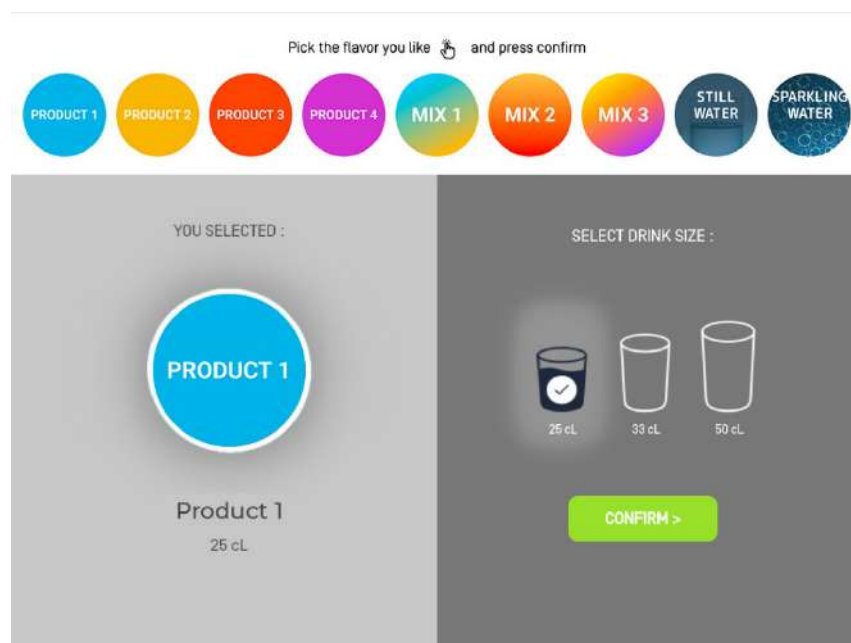 Pick the flavor you like and press confirm
PRODUCT 1
PRODUCT 2
PRODUCT 3
PRODUCT 4
MIX 1
MIX 2
MIX 3
STILL
WATER
SPARKLING
WATER
YOU SELECTED :
PRODUCT 1
Product 1
25 cL
SELECT DRINK SIZE :
25 cL
33 cL
50 cL
CONFIRM >